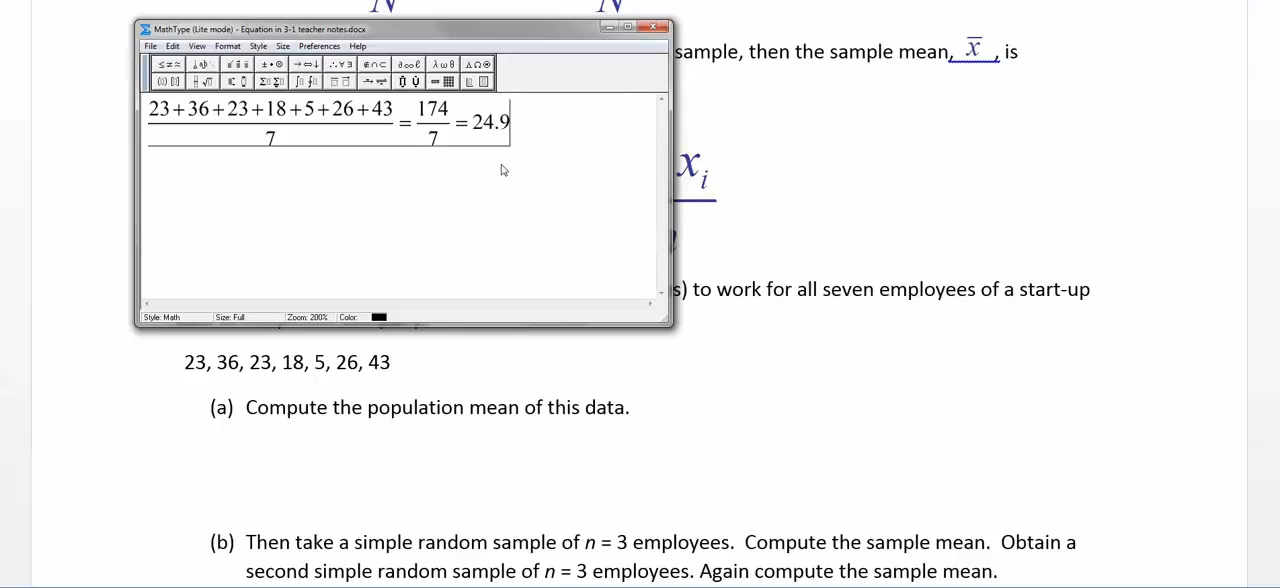 N N
MathType (Lite mode) - Equation in 3-1 teacher notes.docx
File Edit View Format Style Size Preferences Help
sample, then the sample mean, x̅ , is
23+36+23+18+5+26+43 / 7 = 174 / 7 = 24.9
x_i
s) to work for all seven employees of a start-up
Style: Math Size: Full Zoom: 200% Color:
23, 36, 23, 18, 5, 26, 43
(a) Compute the population mean of this data.
(b) Then take a simple random sample of n = 3 employees. Compute the sample mean. Obtain a
second simple random sample of n = 3 employees. Again compute the sample mean.